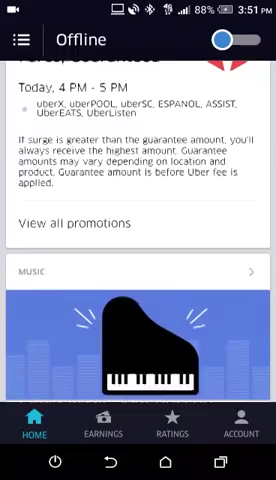 88% 3:51 PM
Offline
Today, 4 PM - 5 PM
uberX, uberPOOL, uberSC, ESPANOL, ASSIST,
UberEATS, UberListen
If surge is greater than the guarantee amount, you'll
always receive the highest amount. Guarantee
amounts may vary depending on location and
product. Guarantee amount is before Uber fee is
applied.
View all promotions
MUSIC
HOME EARNINGS RATINGS ACCOUNT